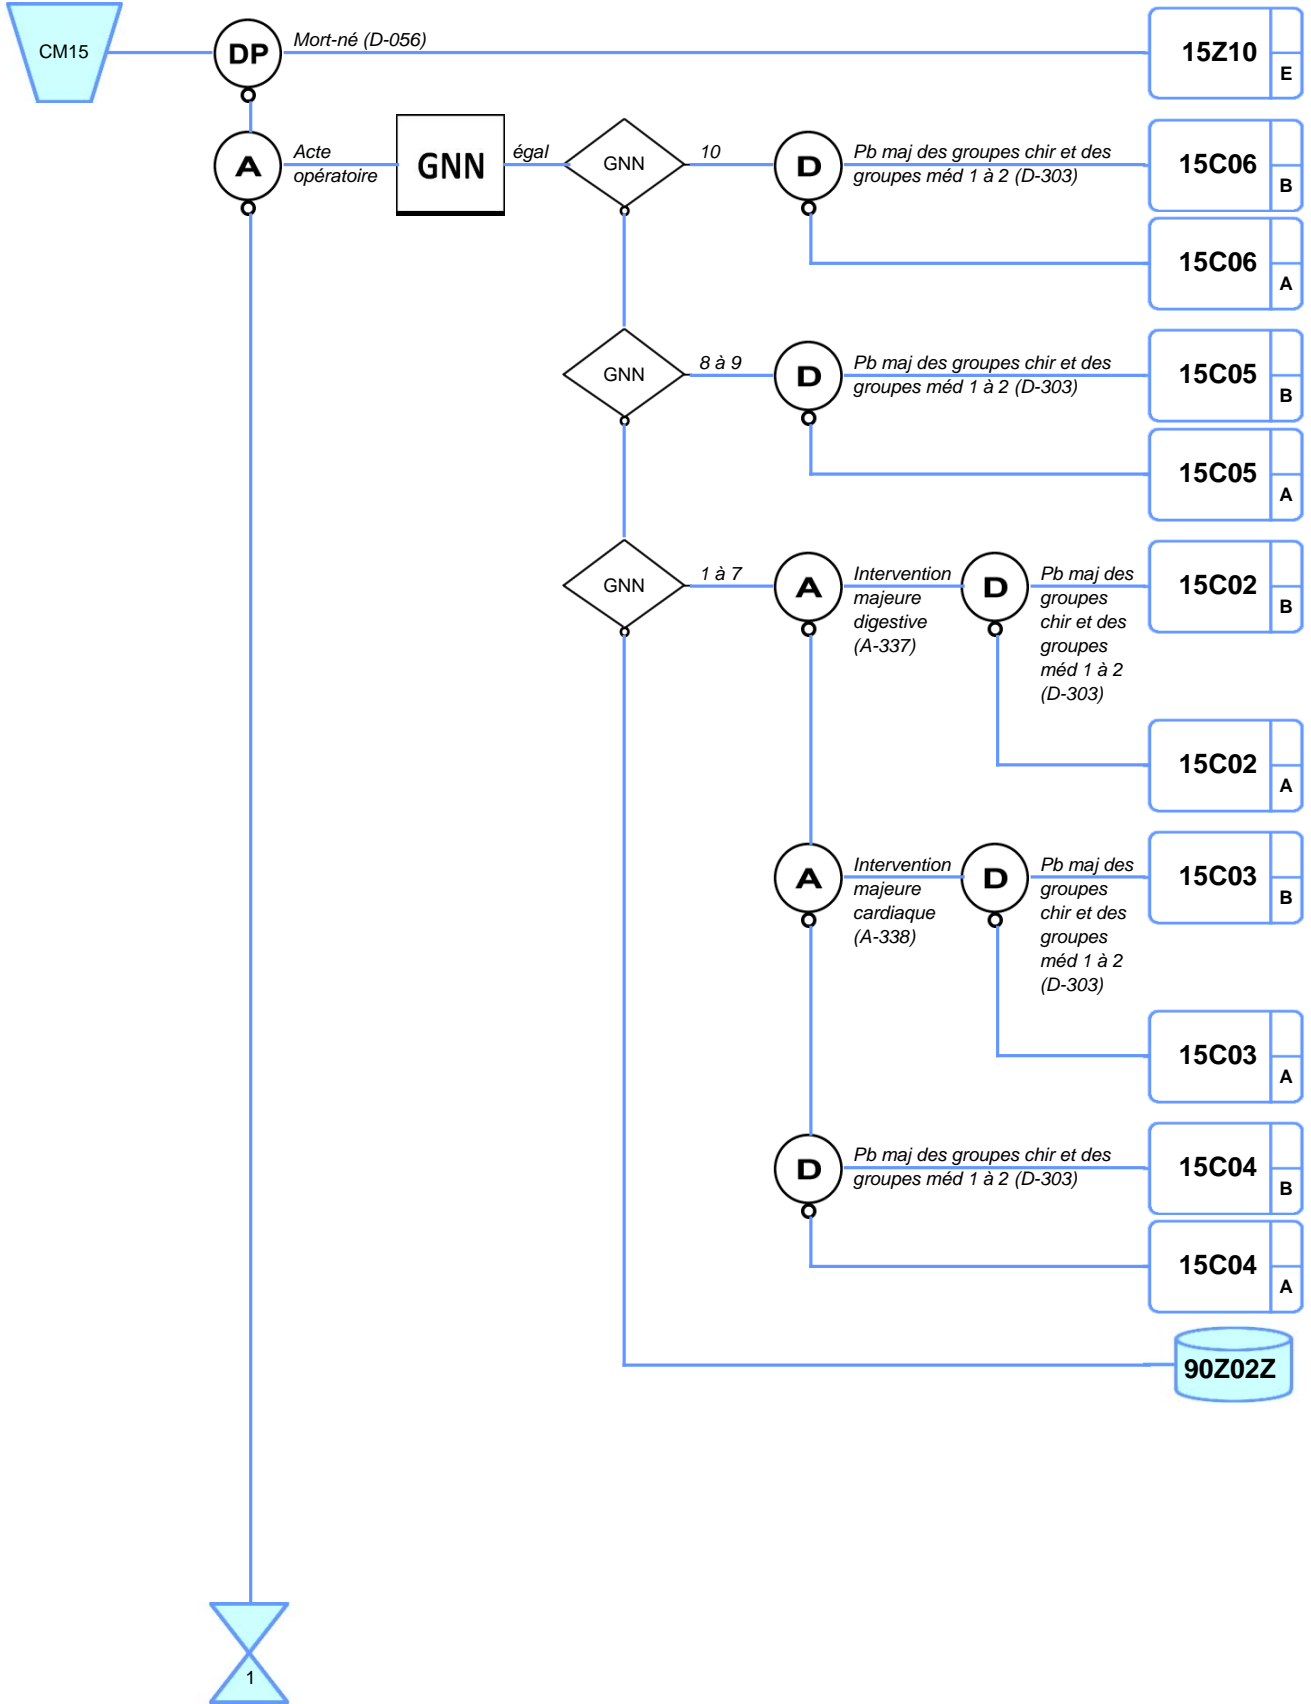 CM15
DP
Mort-né (D-056)
15Z10
E
A
Acte
opératoire
GNN
égal
GNN
10
D
Pb maj des groupes chir et des
groupes méd 1 à 2 (D-303)
15C06
B
15C06
A
GNN
8 à 9
D
Pb maj des groupes chir et des
groupes méd 1 à 2 (D-303)
15C05
B
15C05
A
GNN
1 à 7
A
Intervention
majeure
digestive
(A-337)
D
Pb maj des
groupes
chir et des
groupes
méd 1 à 2
(D-303)
15C02
B
15C02
A
A
Intervention
majeure
cardiaque
(A-338)
D
Pb maj des
groupes
chir et des
groupes
méd 1 à 2
(D-303)
15C03
B
15C03
A
D
Pb maj des groupes chir et des
groupes méd 1 à 2 (D-303)
15C04
B
15C04
A
90Z02Z
1